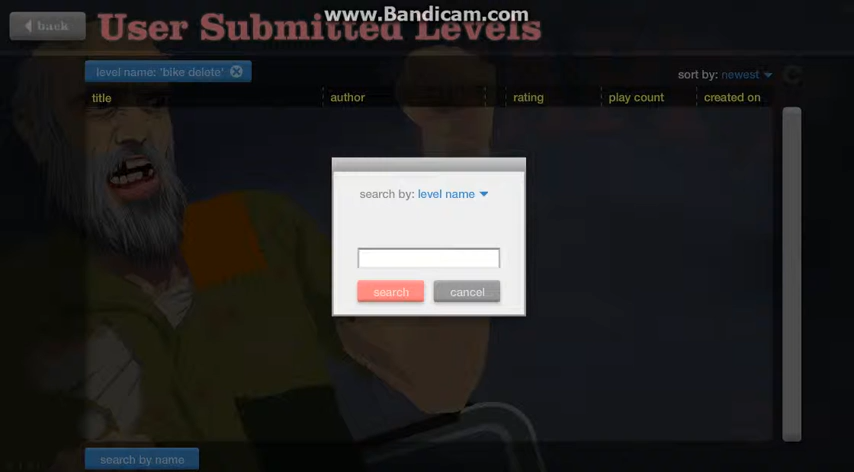 www.Bandicam.com
back
User Submitted Levels
level name: 'bike delete'
sort by: newest
title author rating play count created on
search by: level name
search cancel
search by name